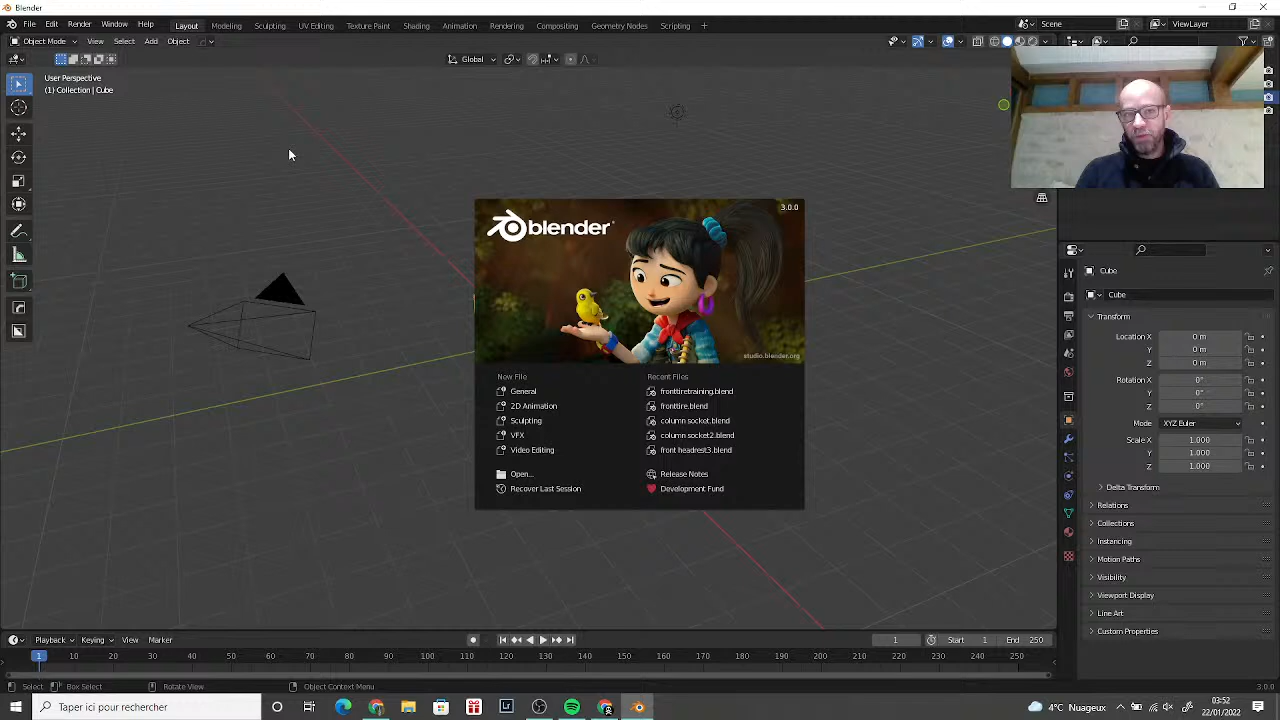 Blender
File Edit Render Window Help Layout Modeling Sculpting UV Editing Texture Paint Shading Animation Rendering Compositing Geometry Nodes Scripting + Scene ViewLayer
Object Mode View Select Add Object
Global
User Perspective
(1) Collection | Cube
3.0.0
blender
studio.blender.org
New File
General
2D Animation
Sculpting
VFX
Video Editing
Open...
Recover Last Session
Recent Files
fronttiretraining.blend
fronttire.blend
column socket.blend
column socket2.blend
front headrest3.blend
Release Notes
Development Fund
Cube
Cube
Transform
Location X 0 m
Y 0 m
Z 0 m
Rotation X 0°
Y 0°
Z 0°
Mode XYZ Euler
Scale X 1.000
Y 1.000
Z 1.000
Delta Transform
Relations
Collections
Instancing
Motion Paths
Visibility
Viewport Display
Line Art
Custom Properties
Playback Keying View Marker 1 Start 1 End 250
1 10 20 30 40 50 60 70 80 90 100 110 120 130 140 150 160 170 180 190 200 210 220 230 240 250
Select Box Select Rotate View Object Context Menu 3.0.0
Taper ici pour rechercher 4°C Nuageux 03:52
22/01/2022